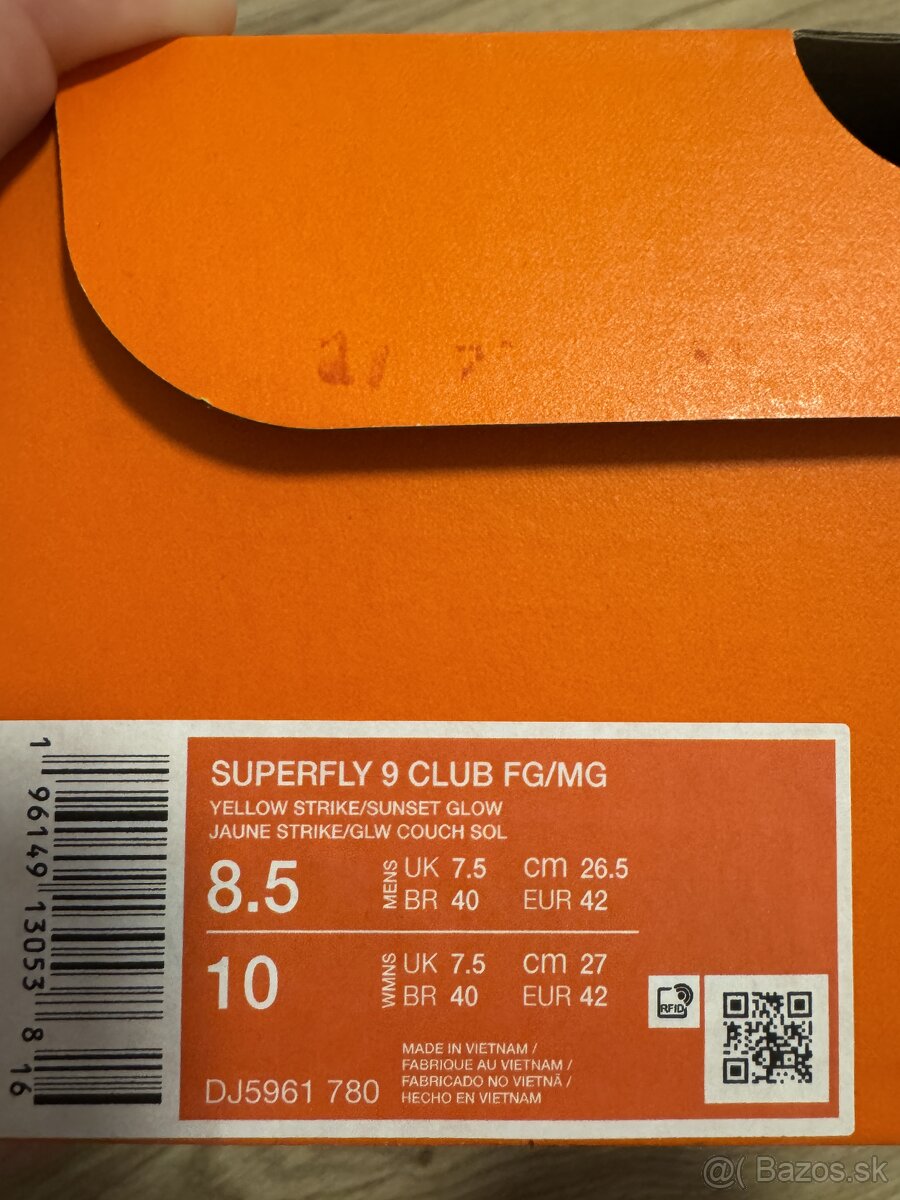 SUPERFLY 9 CLUB FG/MG
YELLOW STRIKE/SUNSET GLOW
JAUNE STRIKE/GLW COUCH SOL
8.5 MENS UK 7.5 cm 26.5
BR 40 EUR 42
10 WMNS UK 7.5 cm 27
BR 40 EUR 42
RFID
MADE IN VIETNAM /
FABRIQUE AU VIETNAM /
FABRICADO NO VIETNÃ /
HECHO EN VIETNAM
DJ5961 780
1 96149 13053 8 16
@( Bazos.sk